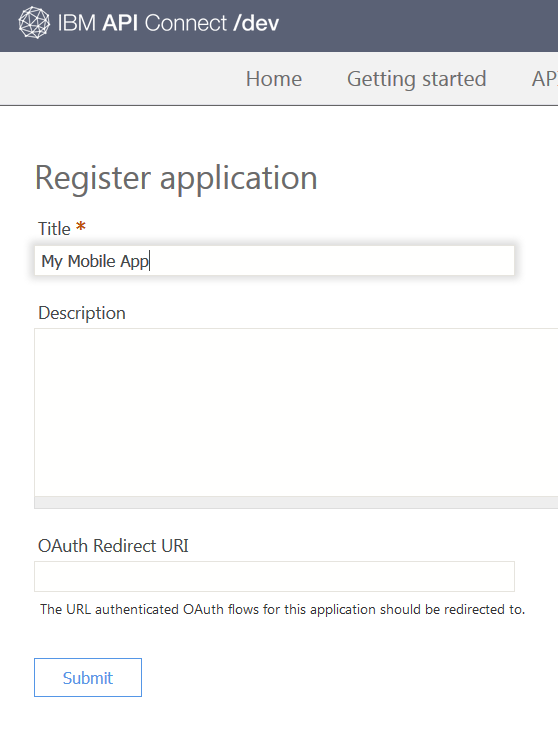 IBM API Connect /dev
Home Getting started
Register application
Title *
My Mobile App
Description
OAuth Redirect URI
The URL authenticated OAuth flows for this application should be redirected to.
Submit